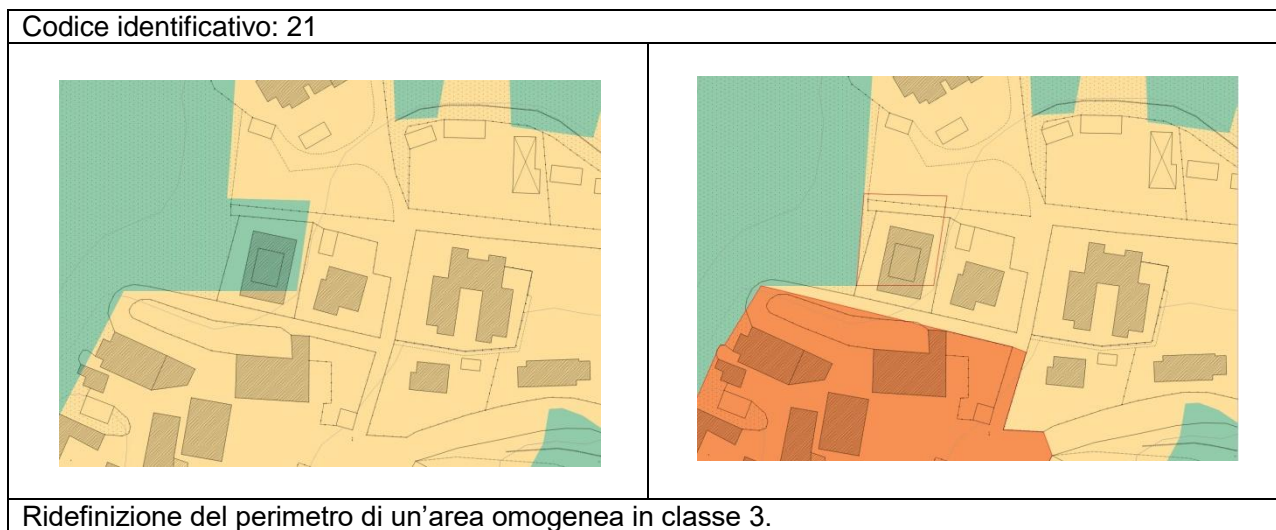 Codice identificativo: 21
Ridefinizione del perimetro di un'area omogenea in classe 3.